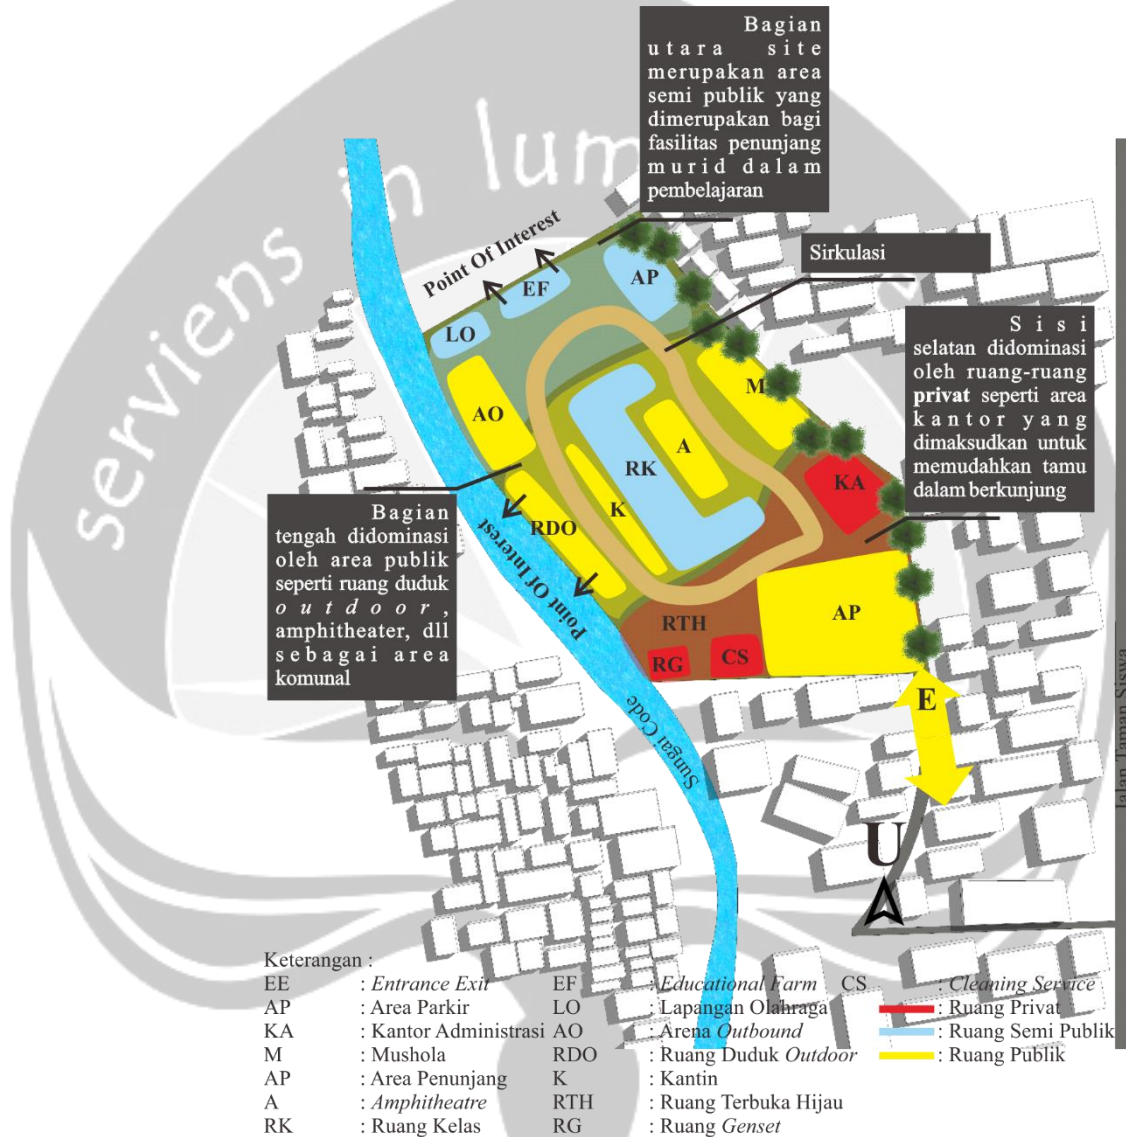 Bagian
utara site
merupakan area
semi publik yang
dimerupakan bagi
fasilitas penunjang
murid dalam
pembelajaran
serviens in lum
Point Of Interest
Sirkulasi
EF
AP
LO
Sisi
selatan didominasi
oleh ruang-ruang
privat seperti area
kantor yang
dimaksudkan untuk
memudahkan tamu
dalam berkunjung
M
AO
A
RK
KA
K
Bagian
tengah didominasi
oleh area publik
seperti ruang duduk
outdoor,
amphitheater, dll
sebagai area
komunal
RDO
Point Of Interest
RTH
AP
RG
CS
E
Sungai Code
Jalan Taman Siswa
U
Keterangan :
EE : Entrance Exit EF : Educational Farm CS : Cleaning Service
AP : Area Parkir LO : Lapangan Olahraga : Ruang Privat
KA : Kantor Administrasi AO : Arena Outbound : Ruang Semi Publik
M : Mushola RDO : Ruang Duduk Outdoor : Ruang Publik
AP : Area Penunjang K : Kantin
A : Amphitheatre RTH : Ruang Terbuka Hijau
RK : Ruang Kelas RG : Ruang Genset